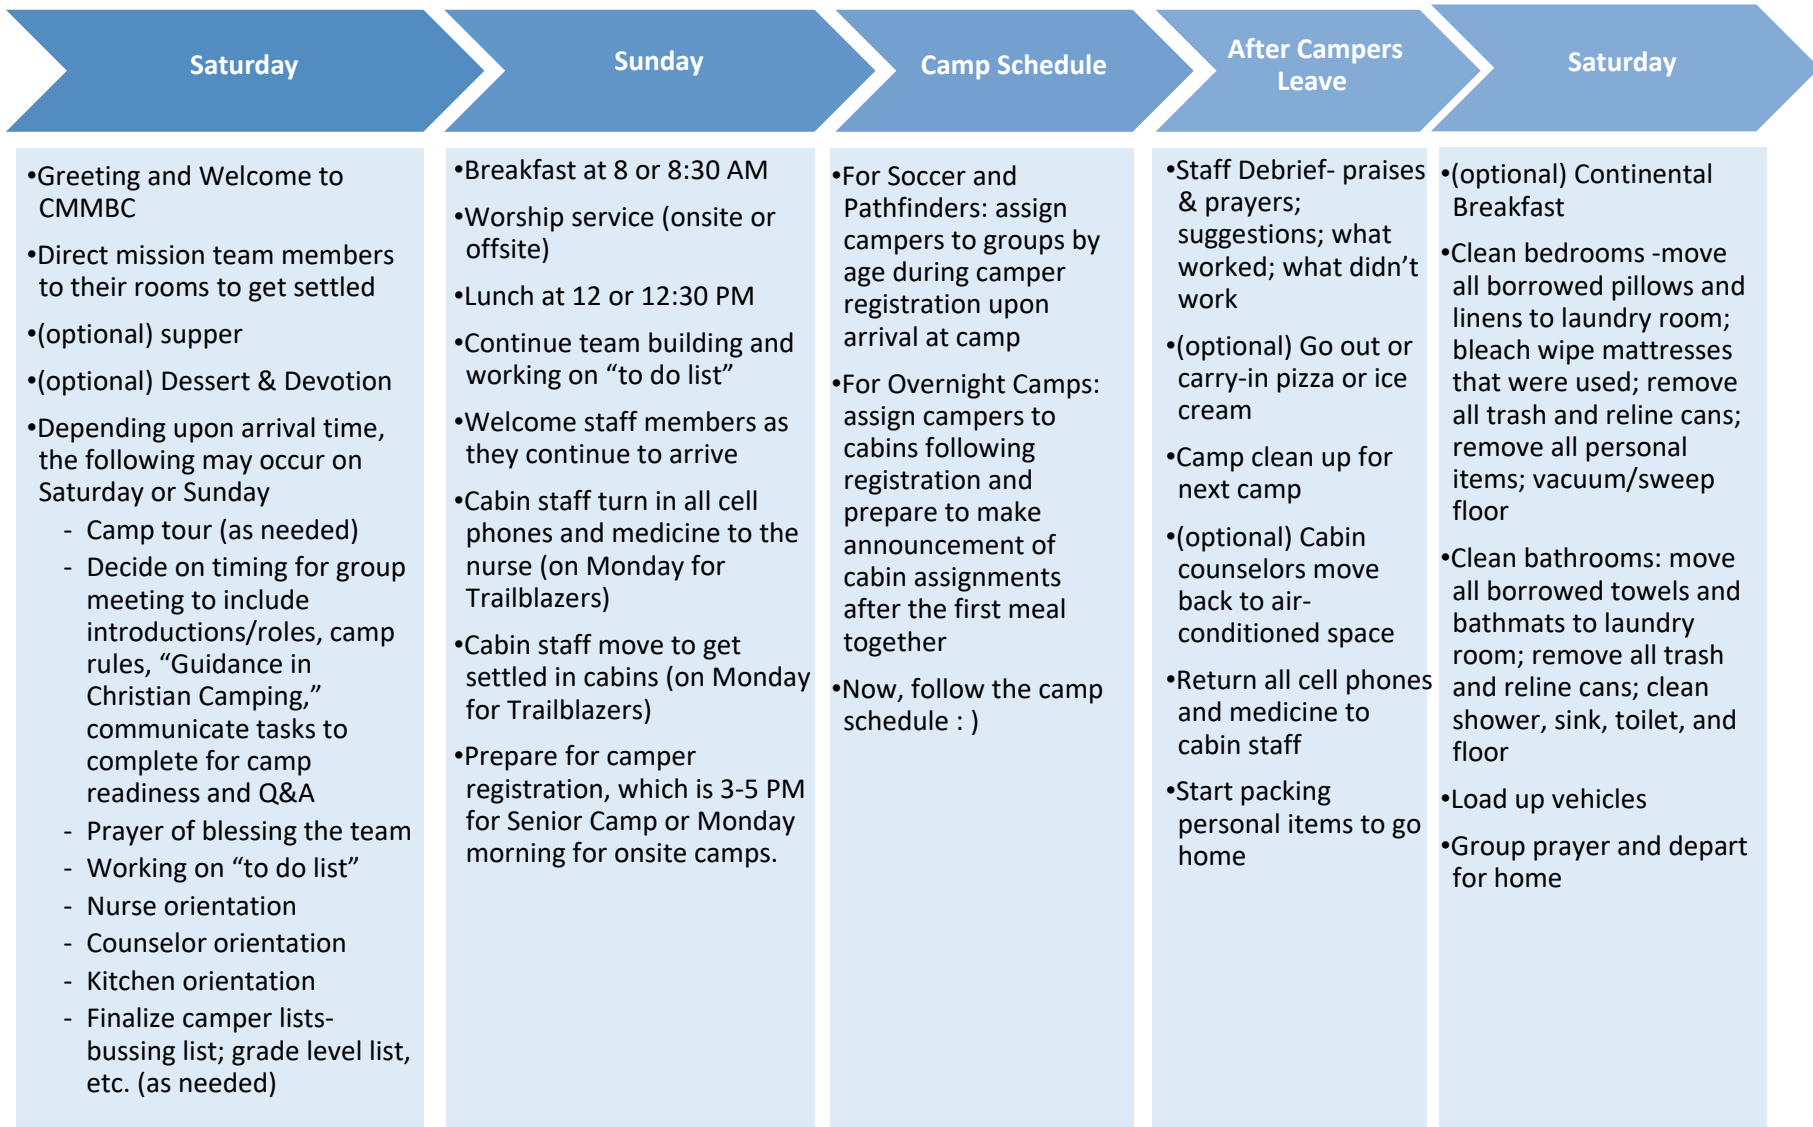 Saturday
•Greeting and Welcome to
CMMBC
•Direct mission team members
to their rooms to get settled
•(optional) supper
•(optional) Dessert & Devotion
•Depending upon arrival time,
the following may occur on
Saturday or Sunday
- Camp tour (as needed)
- Decide on timing for group
meeting to include
introductions/roles, camp
rules, “Guidance in
Christian Camping,”
communicate tasks to
complete for camp
readiness and Q&A
- Prayer of blessing the team
- Working on “to do list”
- Nurse orientation
- Counselor orientation
- Kitchen orientation
- Finalize camper lists-
bussing list; grade level list,
etc. (as needed)
Sunday
•Breakfast at 8 or 8:30 AM
•Worship service (onsite or
offsite)
•Lunch at 12 or 12:30 PM
•Continue team building and
working on “to do list”
•Welcome staff members as
they continue to arrive
•Cabin staff turn in all cell
phones and medicine to the
nurse (on Monday for
Trailblazers)
•Cabin staff move to get
settled in cabins (on Monday
for Trailblazers)
•Prepare for camper
registration, which is 3-5 PM
for Senior Camp or Monday
morning for onsite camps.
Camp Schedule
•For Soccer and
Pathfinders: assign
campers to groups by
age during camper
registration upon
arrival at camp
•For Overnight Camps:
assign campers to
cabins following
registration and
prepare to make
announcement of
cabin assignments
after the first meal
together
•Now, follow the camp
schedule : )
After Campers
Leave
•Staff Debrief- praises
& prayers;
suggestions; what
worked; what didn’t
work
•(optional) Go out or
carry-in pizza or ice
cream
•Camp clean up for
next camp
•(optional) Cabin
counselors move
back to air-
conditioned space
•Return all cell phones
and medicine to
cabin staff
•Start packing
personal items to go
home
Saturday
•(optional) Continental
Breakfast
•Clean bedrooms -move
all borrowed pillows and
linens to laundry room;
bleach wipe mattresses
that were used; remove
all trash and reline cans;
remove all personal
items; vacuum/sweep
floor
•Clean bathrooms: move
all borrowed towels and
bathmats to laundry
room; remove all trash
and reline cans; clean
shower, sink, toilet, and
floor
•Load up vehicles
•Group prayer and depart
for home